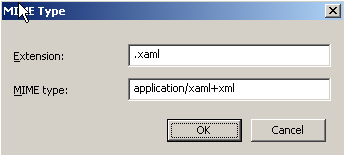 MIME Type
Extension:
.xaml
MIME type:
application/xaml+xml
OK
Cancel